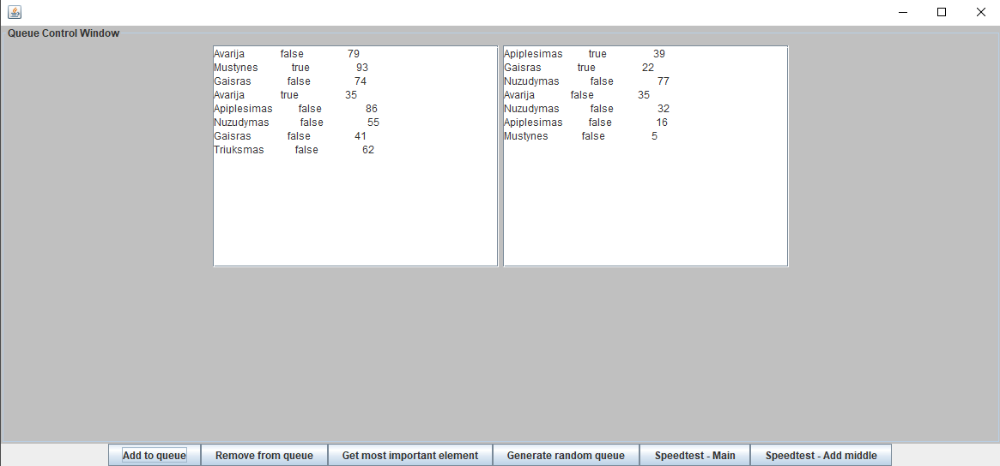 Queue Control Window
Avarija false 79
Mustynes true 93
Gaisras false 74
Avarija true 35
Apiplesimas false 86
Nuzudymas false 55
Gaisras false 41
Triuksmas false 62
Apiplesimas true 39
Gaisras true 22
Nuzudymas false 77
Avarija false 35
Nuzudymas false 32
Apiplesimas false 16
Mustynes false 5
Add to queue Remove from queue Get most important element Generate random queue Speedtest - Main Speedtest - Add middle